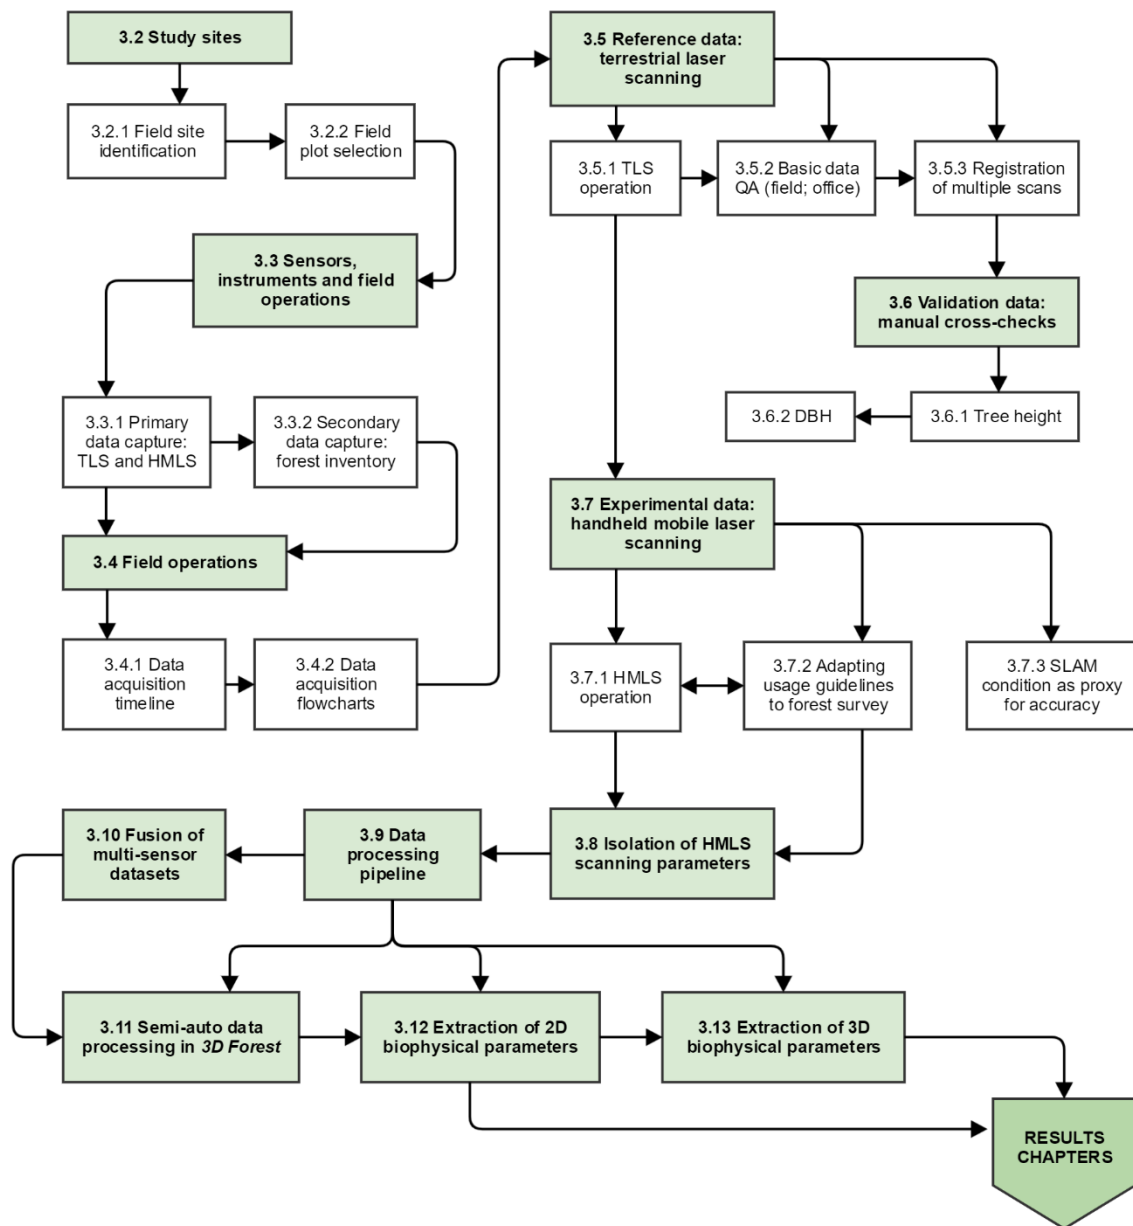 3.2 Study sites
3.2.1 Field site
identification
3.2.2 Field
plot selection
3.3 Sensors,
instruments and field
operations
3.3.1 Primary
data capture:
TLS and HMLS
3.3.2 Secondary
data capture:
forest inventory
3.4 Field operations
3.4.1 Data
acquisition
timeline
3.4.2 Data
acquisition
flowcharts
3.5 Reference data:
terrestrial laser
scanning
3.5.1 TLS
operation
3.5.2 Basic data
QA (field; office)
3.5.3 Registration
of multiple scans
3.6 Validation data:
manual cross-checks
3.6.1 Tree height
3.6.2 DBH
3.7 Experimental data:
handheld mobile laser
scanning
3.7.1 HMLS
operation
3.7.2 Adapting
usage guidelines
to forest survey
3.7.3 SLAM
condition as proxy
for accuracy
3.8 Isolation of HMLS
scanning parameters
3.9 Data
processing
pipeline
3.10 Fusion of
multi-sensor
datasets
3.11 Semi-auto data
processing in 3D Forest
3.12 Extraction of 2D
biophysical parameters
3.13 Extraction of 3D
biophysical parameters
RESULTS
CHAPTERS